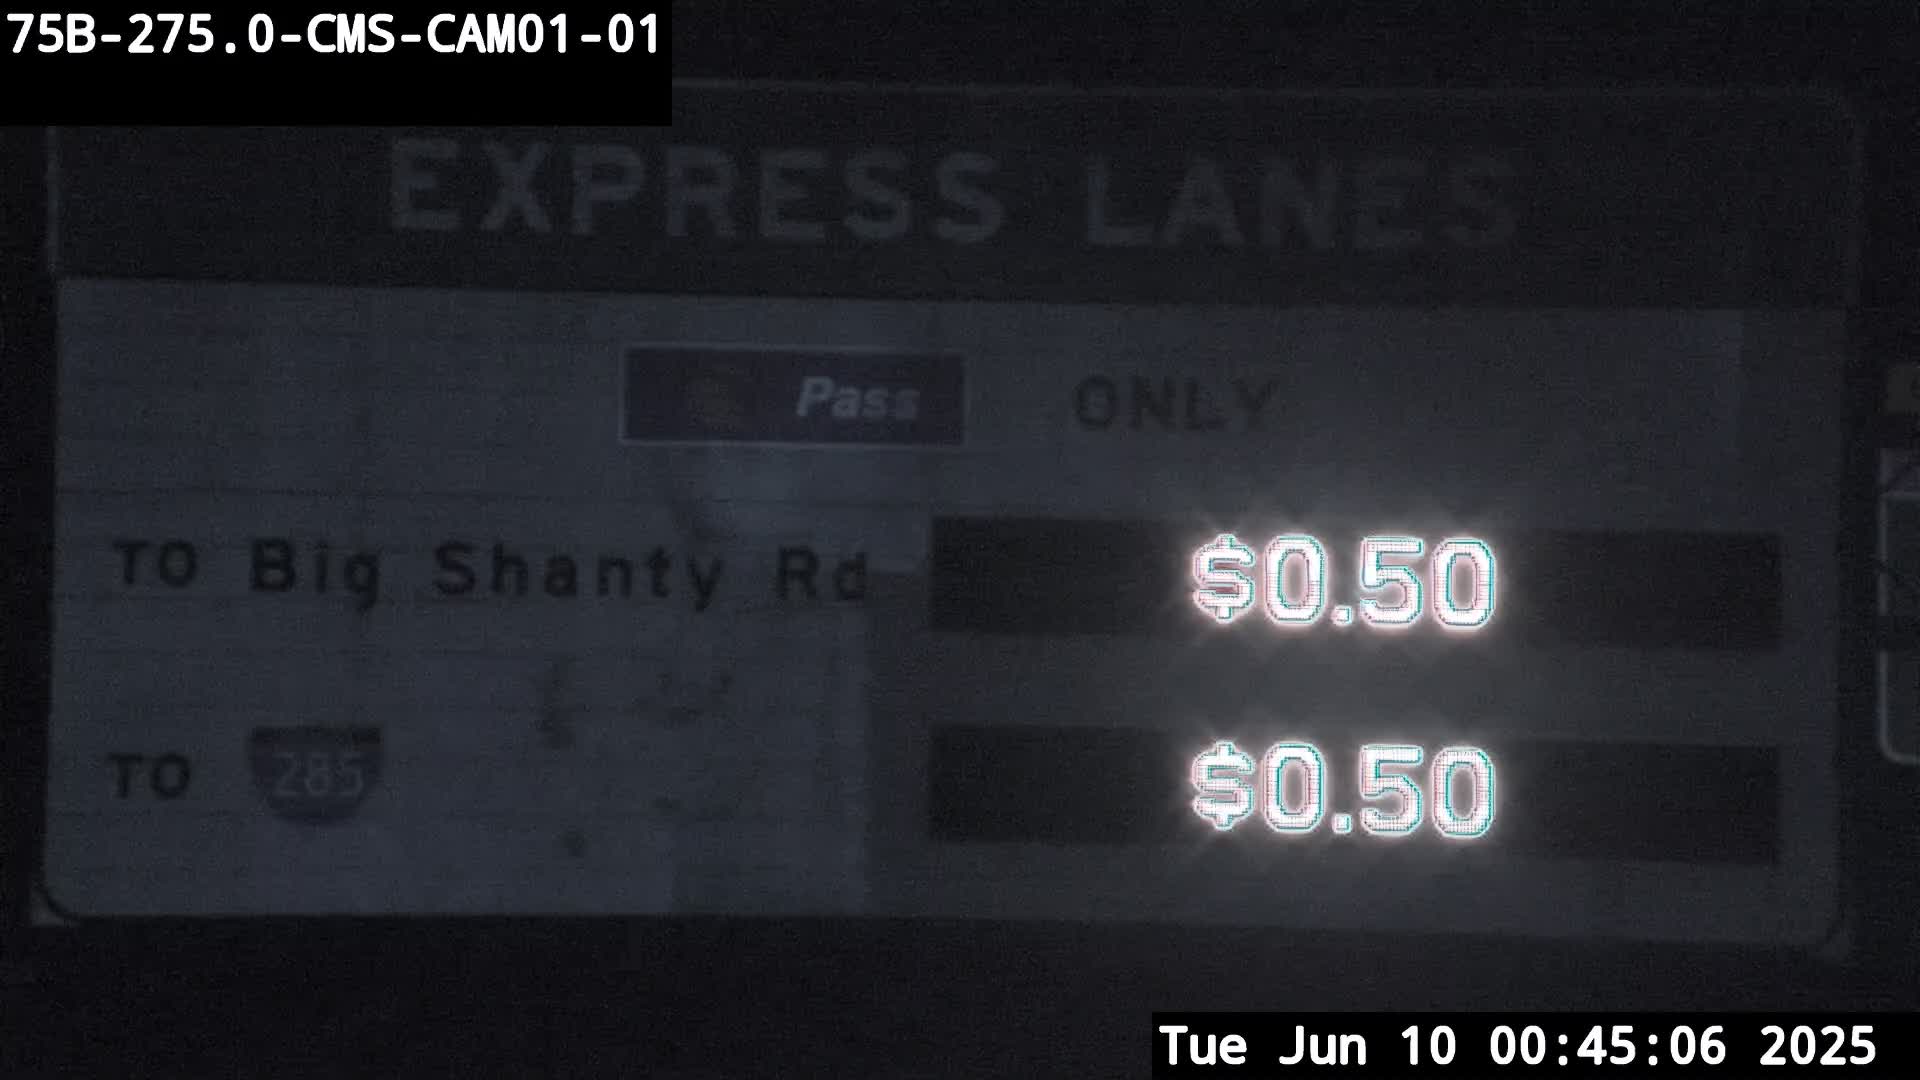 75B-275.0-CMS-CAM01-01
EXPRESS LANES
Pass ONLY
TO Big Shanty Rd $0.50
TO 285 $0.50
Tue Jun 10 00:45:06 2025